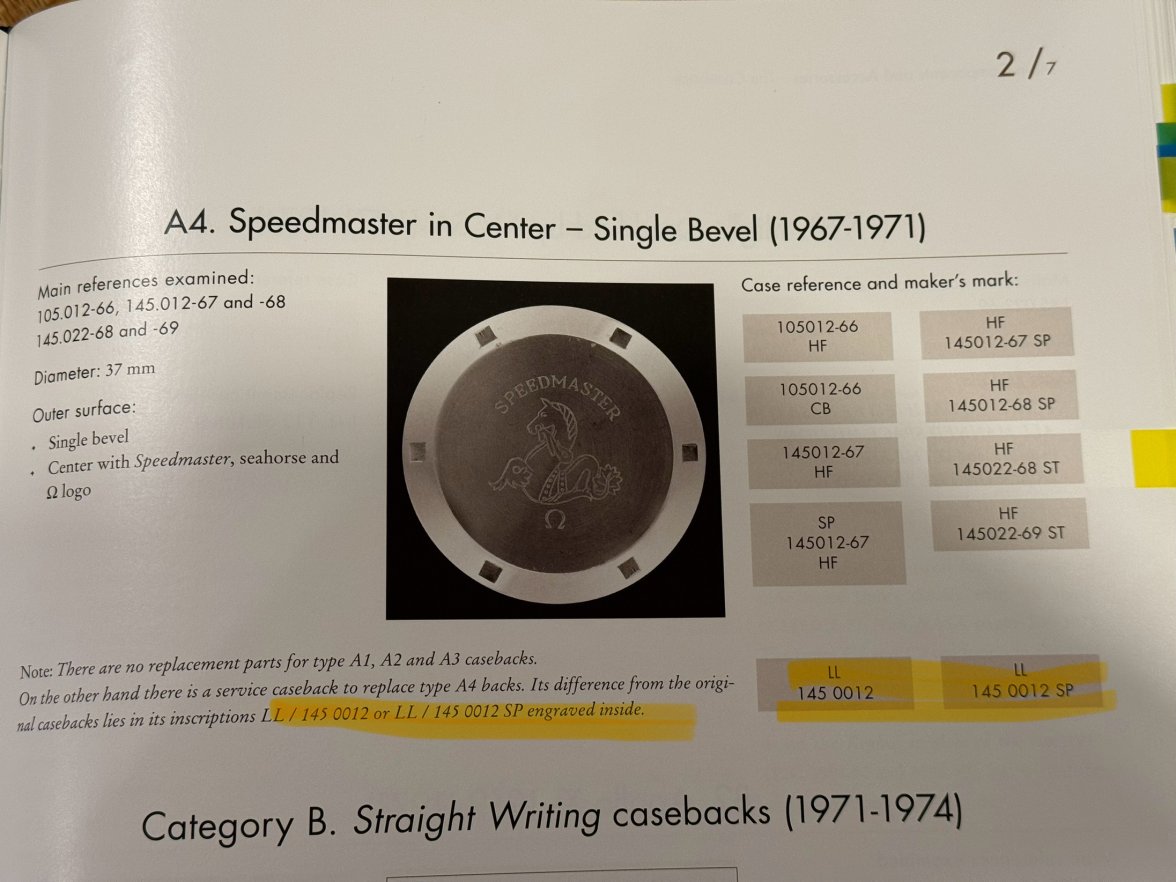 2 / 7
A4. Speedmaster in Center – Single Bevel (1967-1971)
Main references examined:
105.012-66, 145.012-67 and -68
145.022-68 and -69
Diameter: 37 mm
Outer surface:
• Single bevel
• Center with Speedmaster, seahorse and
Ω logo
SPEEDMASTER
Ω
Case reference and maker's mark:
105012-66
HF
105012-66
CB
145012-67
HF
SP
145012-67
HF
HF
145012-67 SP
HF
145012-68 SP
HF
145022-68 ST
HF
145022-69 ST
Note: There are no replacement parts for type A1, A2 and A3 casebacks.
On the other hand there is a service caseback to replace type A4 backs. Its difference from the origi-
nal casebacks lies in its inscriptions LL / 145 0012 or LL / 145 0012 SP engraved inside.
LL
145 0012
LL
145 0012 SP
Category B. Straight Writing casebacks (1971-1974)